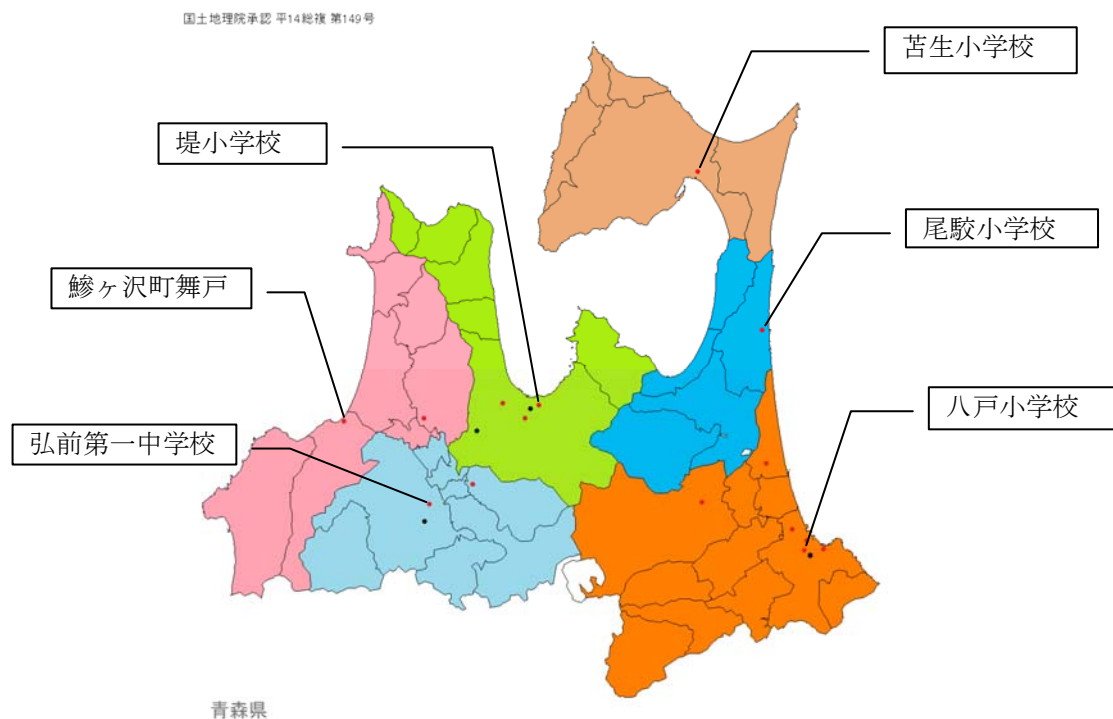 国土地理院承認 平14総複 第149号
苫生小学校
堤小学校
尾駮小学校
鰺ヶ沢町舞戸
八戸小学校
弘前第一中学校
青森県